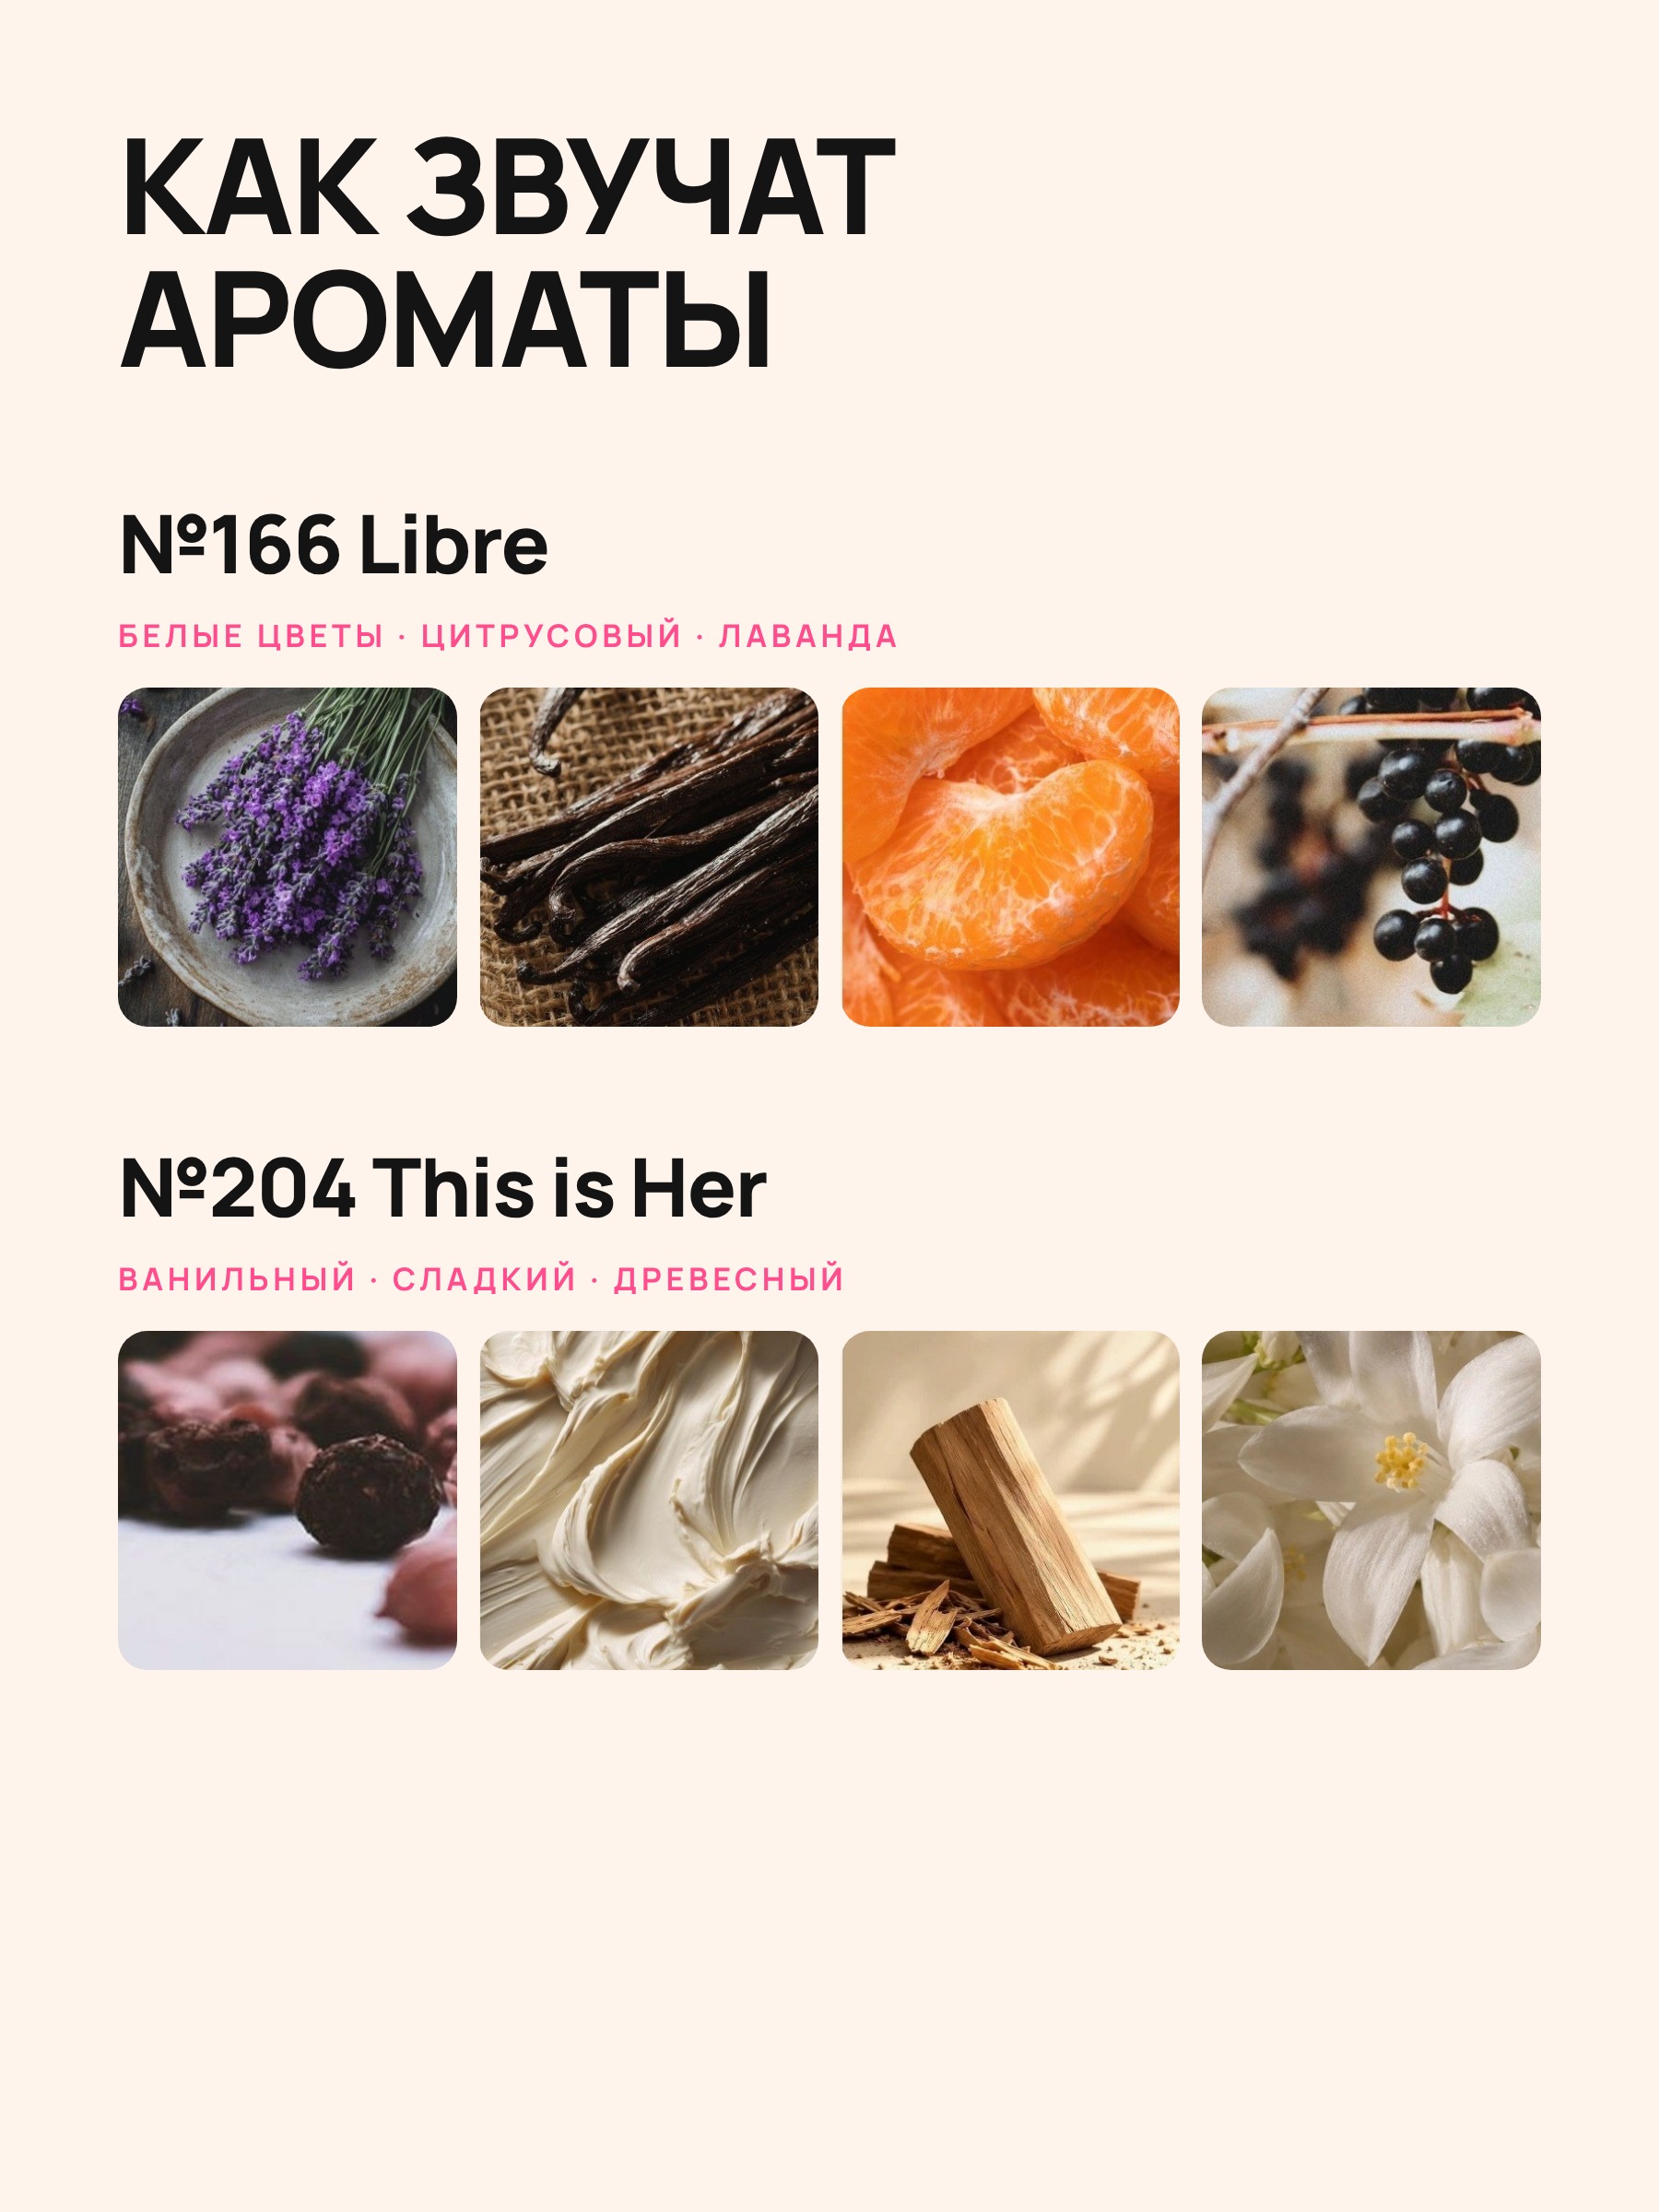 КАК ЗВУЧАТ
АРОМАТЫ
№166 Libre
БЕЛЫЕ ЦВЕТЫ · ЦИТРУСОВЫЙ · ЛАВАНДА
№204 This is Her
ВАНИЛЬНЫЙ · СЛАДКИЙ · ДРЕВЕСНЫЙ